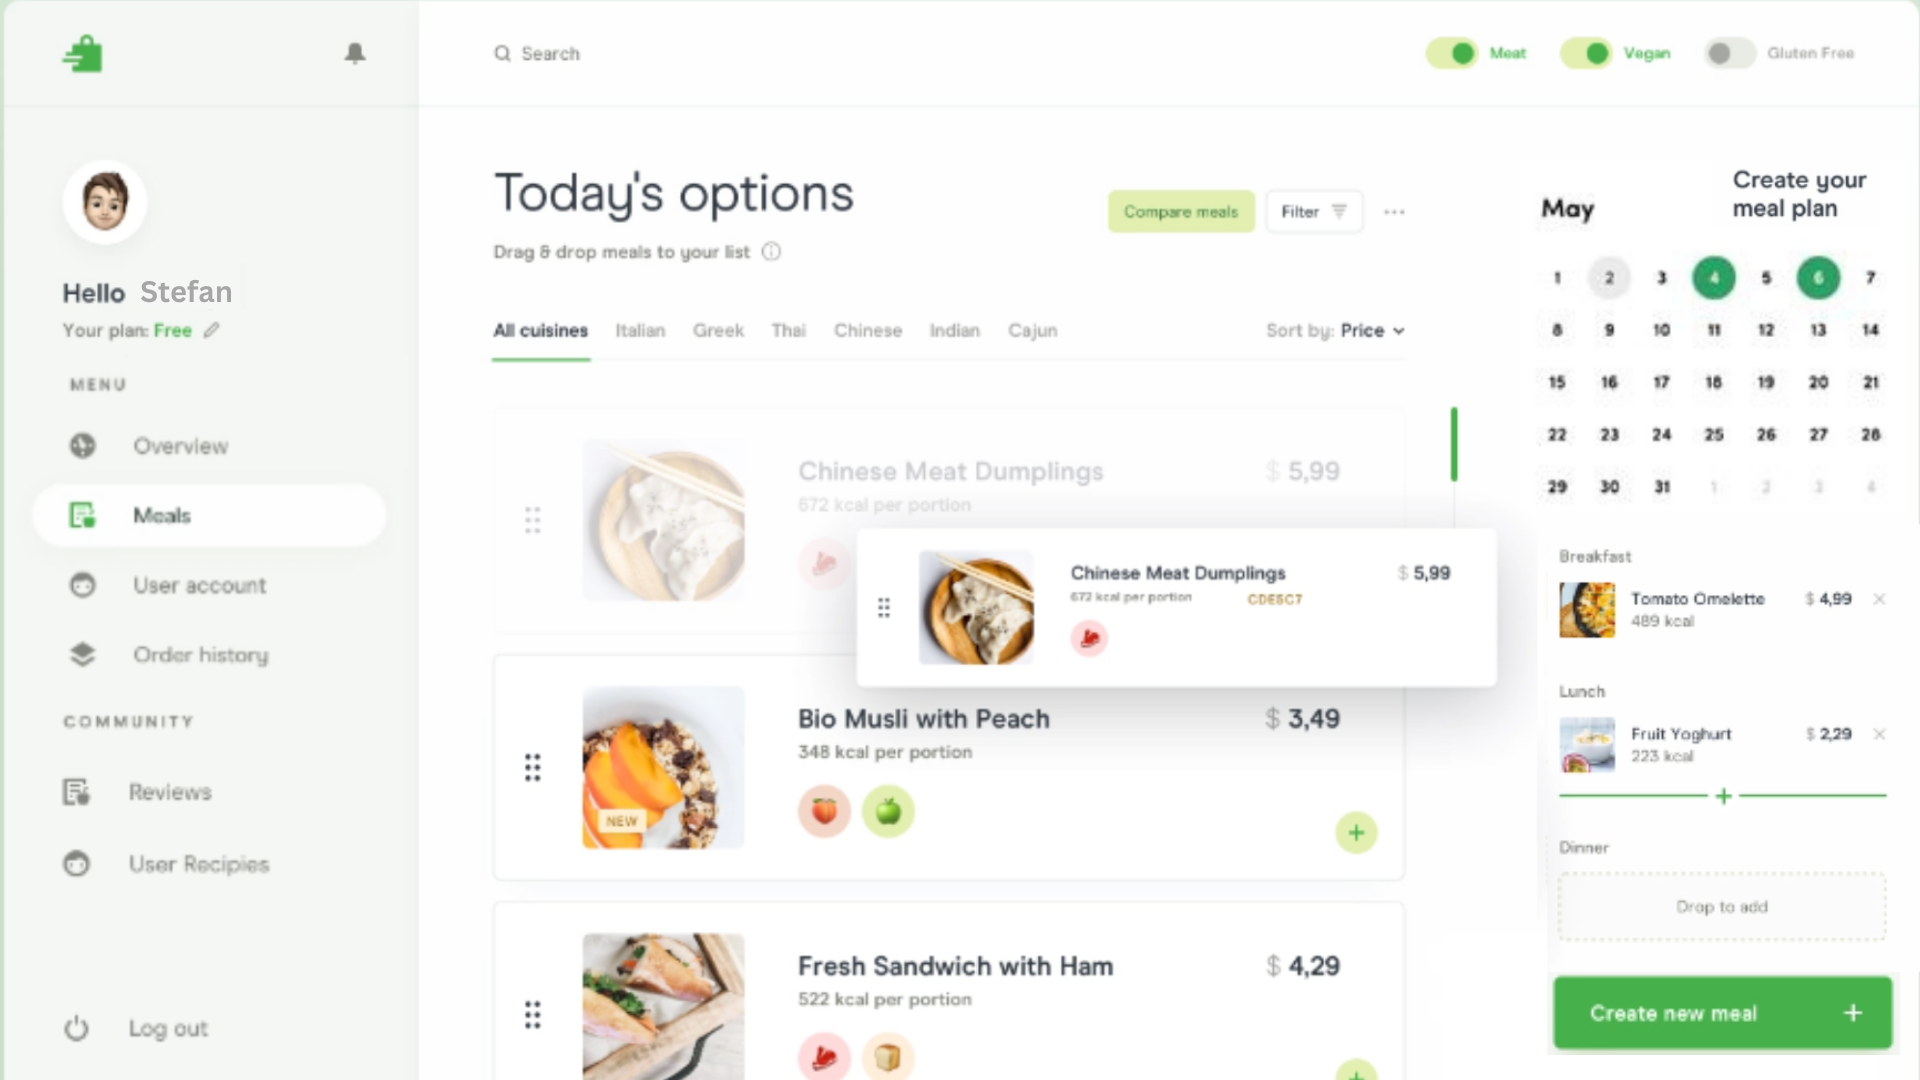 Search
Meat
Vegan
Gluten Free
Hello Stefan
Your plan: Free
MENU
Overview
Meals
User account
Order history
COMMUNITY
Reviews
User Recipies
Log out
Today's options
Drag & drop meals to your list
Compare meals
Filter
All cuisines
Italian
Greek
Thai
Chinese
Indian
Cajun
Sort by: Price
Chinese Meat Dumplings
$ 5,99
672 kcal per portion
Chinese Meat Dumplings
$ 5,99
672 kcal per portion
CDE5C7
Bio Musli with Peach
$ 3,49
348 kcal per portion
NEW
Fresh Sandwich with Ham
$ 4,29
522 kcal per portion
May
Create your
meal plan
1 2 3 4 5 6 7
8 9 10 11 12 13 14
15 16 17 18 19 20 21
22 23 24 25 26 27 28
29 30 31 1 2 3 4
Breakfast
Tomato Omelette
$ 4,99
489 kcal
Lunch
Fruit Yoghurt
$ 2,29
223 kcal
Dinner
Drop to add
Create new meal